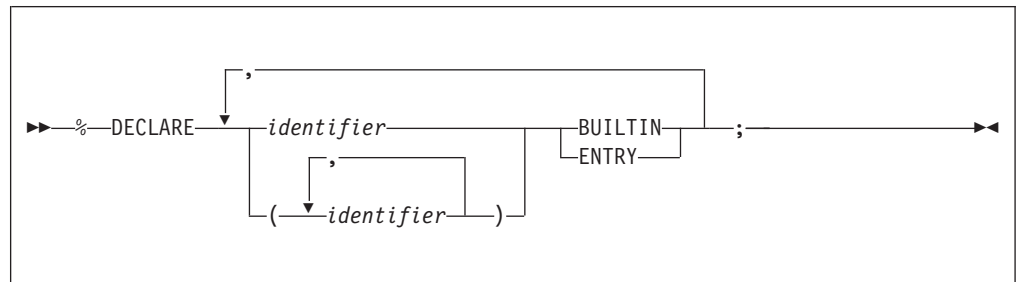 ,
% DECLARE identifier BUILTIN ;
, ENTRY
( identifier )